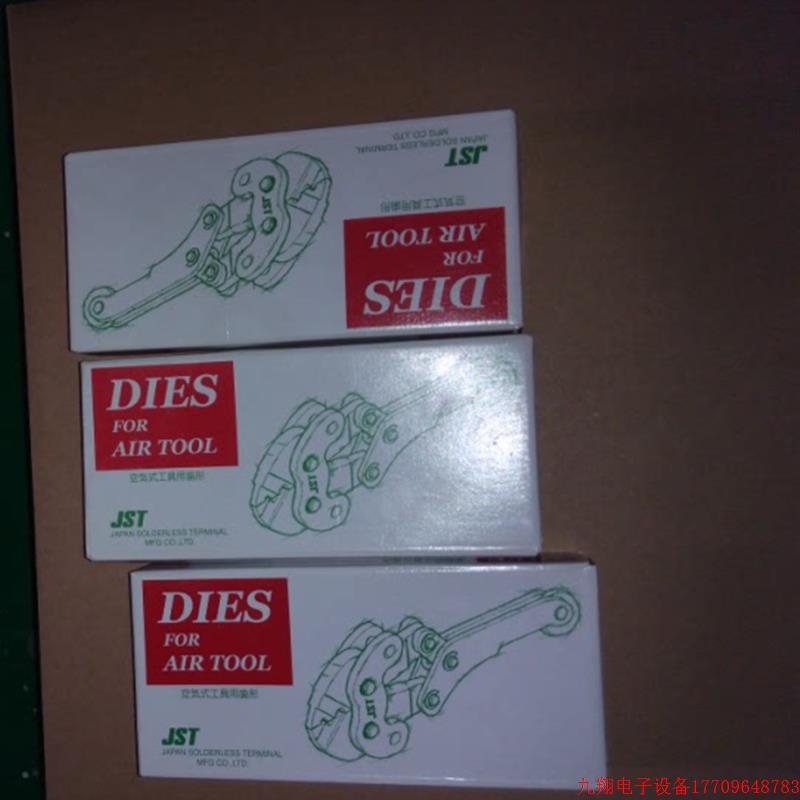 JST
JAPAN SOLDERLESS TERMINAL
MFG CO.,LTD.
空気式工具用歯形
DIES
FOR
AIR TOOL
JST
DIES
FOR
AIR TOOL
空気式工具用歯形
JST
JAPAN SOLDERLESS TERMINAL
MFG CO.,LTD.
JST
DIES
FOR
AIR TOOL
空気式工具用歯形
JST
JAPAN SOLDERLESS TERMINAL
MFG CO.,LTD.
JST
九翔电子设备17709648783